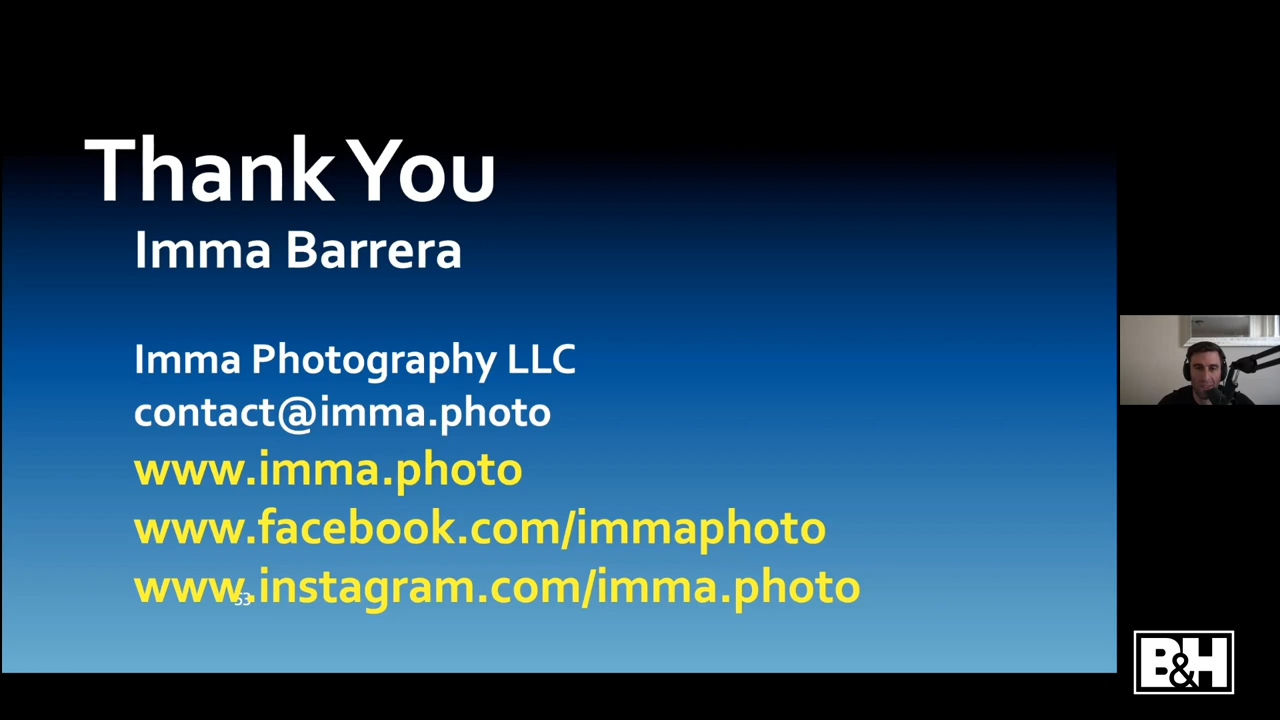 Thank You
Imma Barrera
Imma Photography LLC
contact@imma.photo
www.imma.photo
www.facebook.com/immaphoto
www.instagram.com/imma.photo
53
B&H